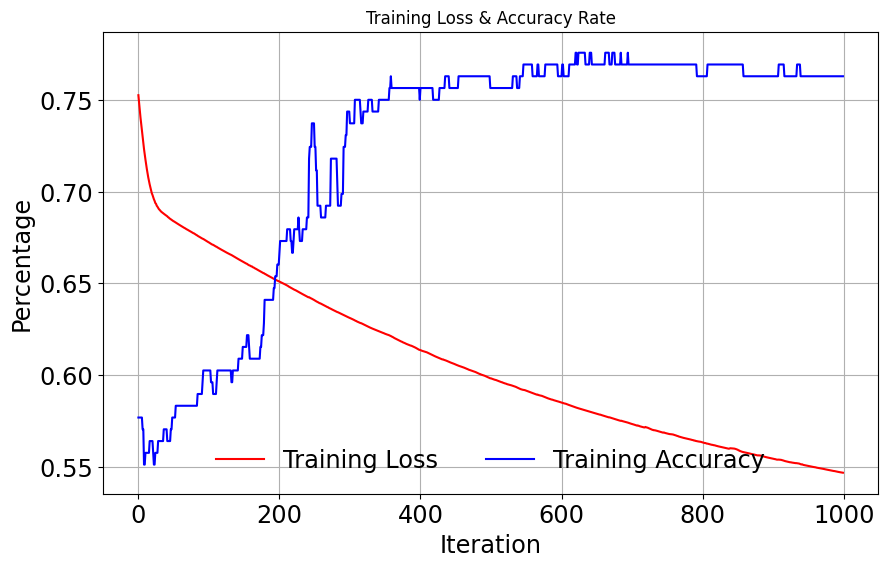 Training Loss & Accuracy Rate
Percentage
0.75
0.70
0.65
0.60
0.55
Training Loss Training Accuracy
0 200 400 600 800 1000
Iteration